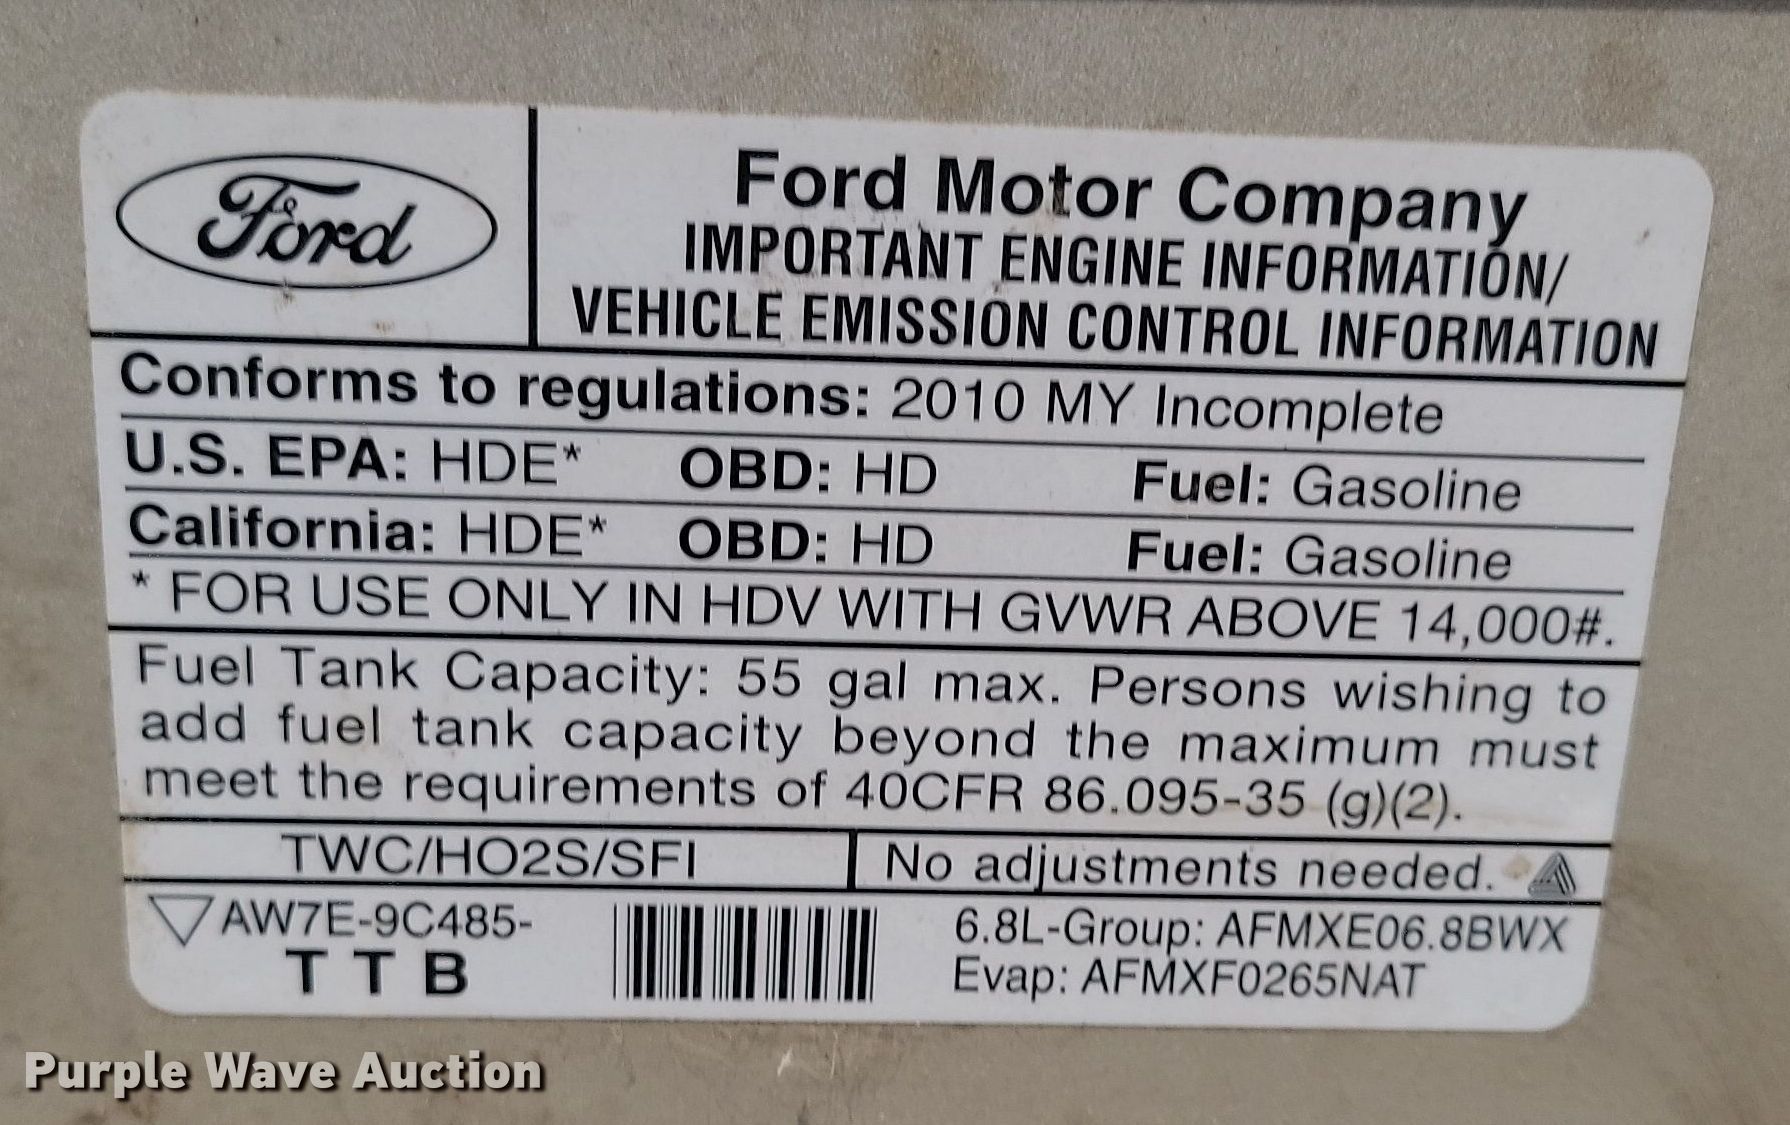 Ford
Ford Motor Company
IMPORTANT ENGINE INFORMATION/
VEHICLE EMISSION CONTROL INFORMATION
Conforms to regulations: 2010 MY Incomplete
U.S. EPA: HDE* OBD: HD Fuel: Gasoline
California: HDE* OBD: HD Fuel: Gasoline
* FOR USE ONLY IN HDV WITH GVWR ABOVE 14,000#.
Fuel Tank Capacity: 55 gal max. Persons wishing to
add fuel tank capacity beyond the maximum must
meet the requirements of 40CFR 86.095-35 (g)(2).
TWC/HO2S/SFI No adjustments needed.
AW7E-9C485- 6.8L-Group: AFMXE06.8BWX
TTB Evap: AFMXF0265NAT
Purple Wave Auction